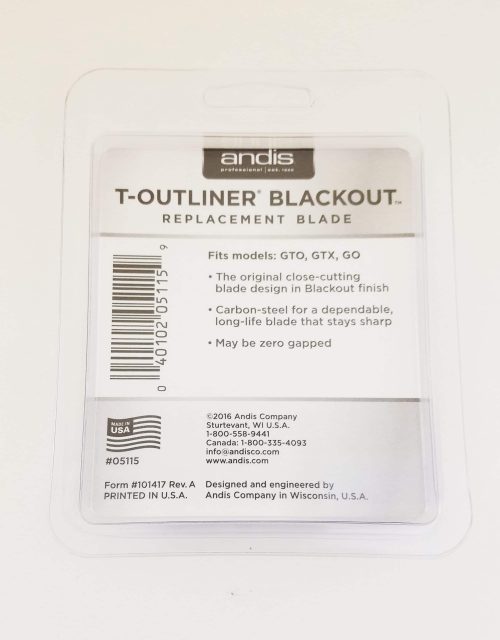 andis
professional | est. 1922
T-OUTLINER® BLACKOUT™
REPLACEMENT BLADE
Fits models: GTO, GTX, GO
• The original close-cutting
blade design in Blackout finish
• Carbon-steel for a dependable,
long-life blade that stays sharp
• May be zero gapped
0 40102 05115 9
MADE IN
USA
#05115
©2016 Andis Company
Sturtevant, WI U.S.A.
1-800-558-9441
Canada: 1-800-335-4093
info@andisco.com
www.andis.com
Form #101417 Rev. A
PRINTED IN U.S.A.
Designed and engineered by
Andis Company in Wisconsin, U.S.A.